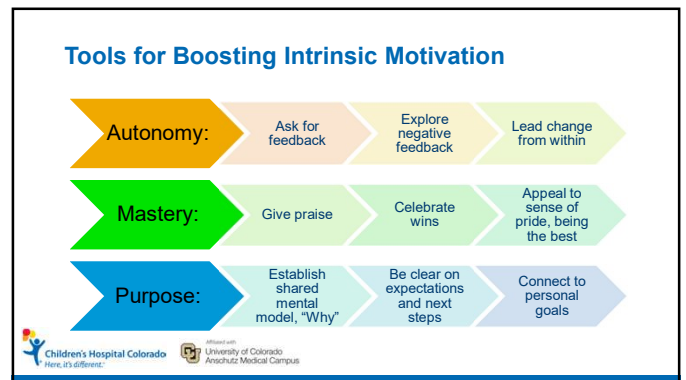 Tools for Boosting Intrinsic Motivation
Autonomy:
Ask for
feedback
Explore
negative
feedback
Lead change
from within
Mastery:
Give praise
Celebrate
wins
Appeal to
sense of
pride, being
the best
Purpose:
Establish
shared
mental
model, “Why”
Be clear on
expectations
and next
steps
Connect to
personal
goals
Children's Hospital Colorado
Here, it's different.™
Affiliated with
University of Colorado
Anschutz Medical Campus